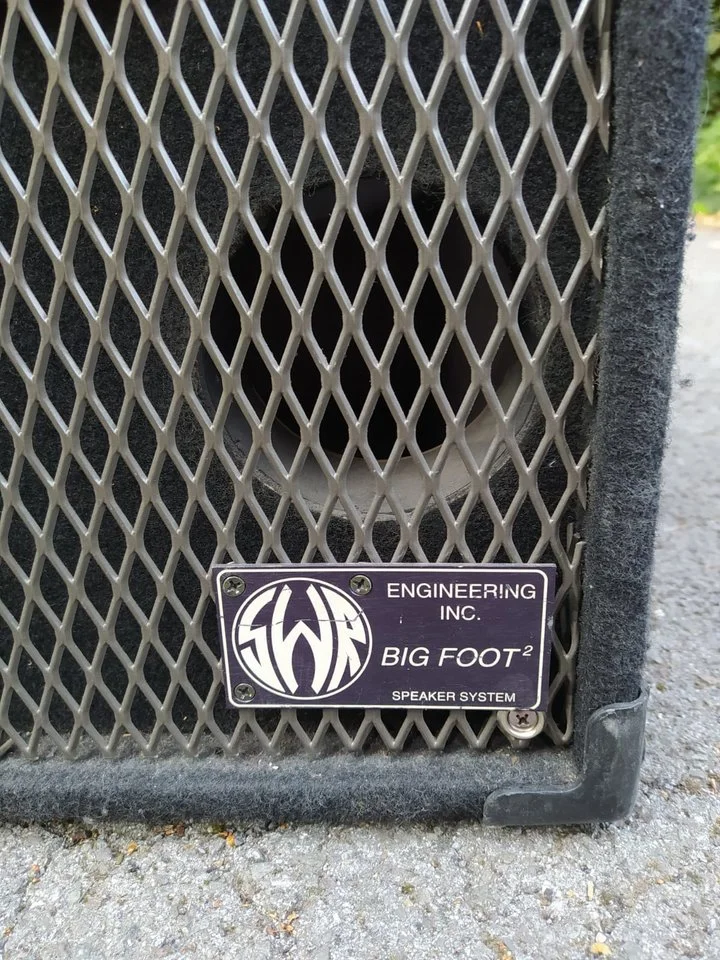 SWR
ENGINEERING
INC.
BIG FOOT²
SPEAKER SYSTEM